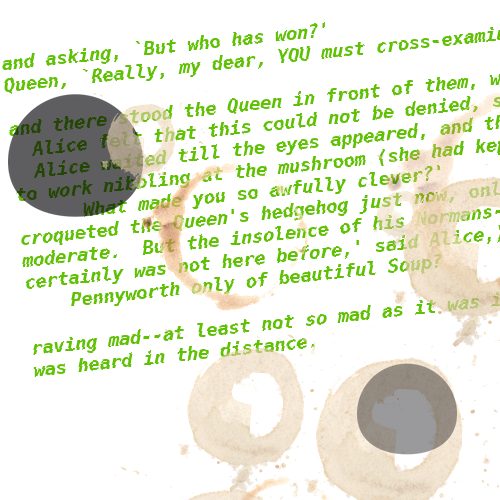 and asking, `But who has won?'
Queen, `Really, my dear, YOU must cross-examine
and there stood the Queen in front of them,
Alice felt that this could not be denied,
Alice waited till the eyes appeared, and
to work nibbling at the mushroom (she had
What made you so awfully clever?'
croqueted the Queen's hedgehog just now,
moderate.  But the insolence of his Normans-
certainly was not here before,' said Alice,)
Pennyworth only of beautiful Soup?
raving mad--at least not so mad as it was
was heard in the distance.